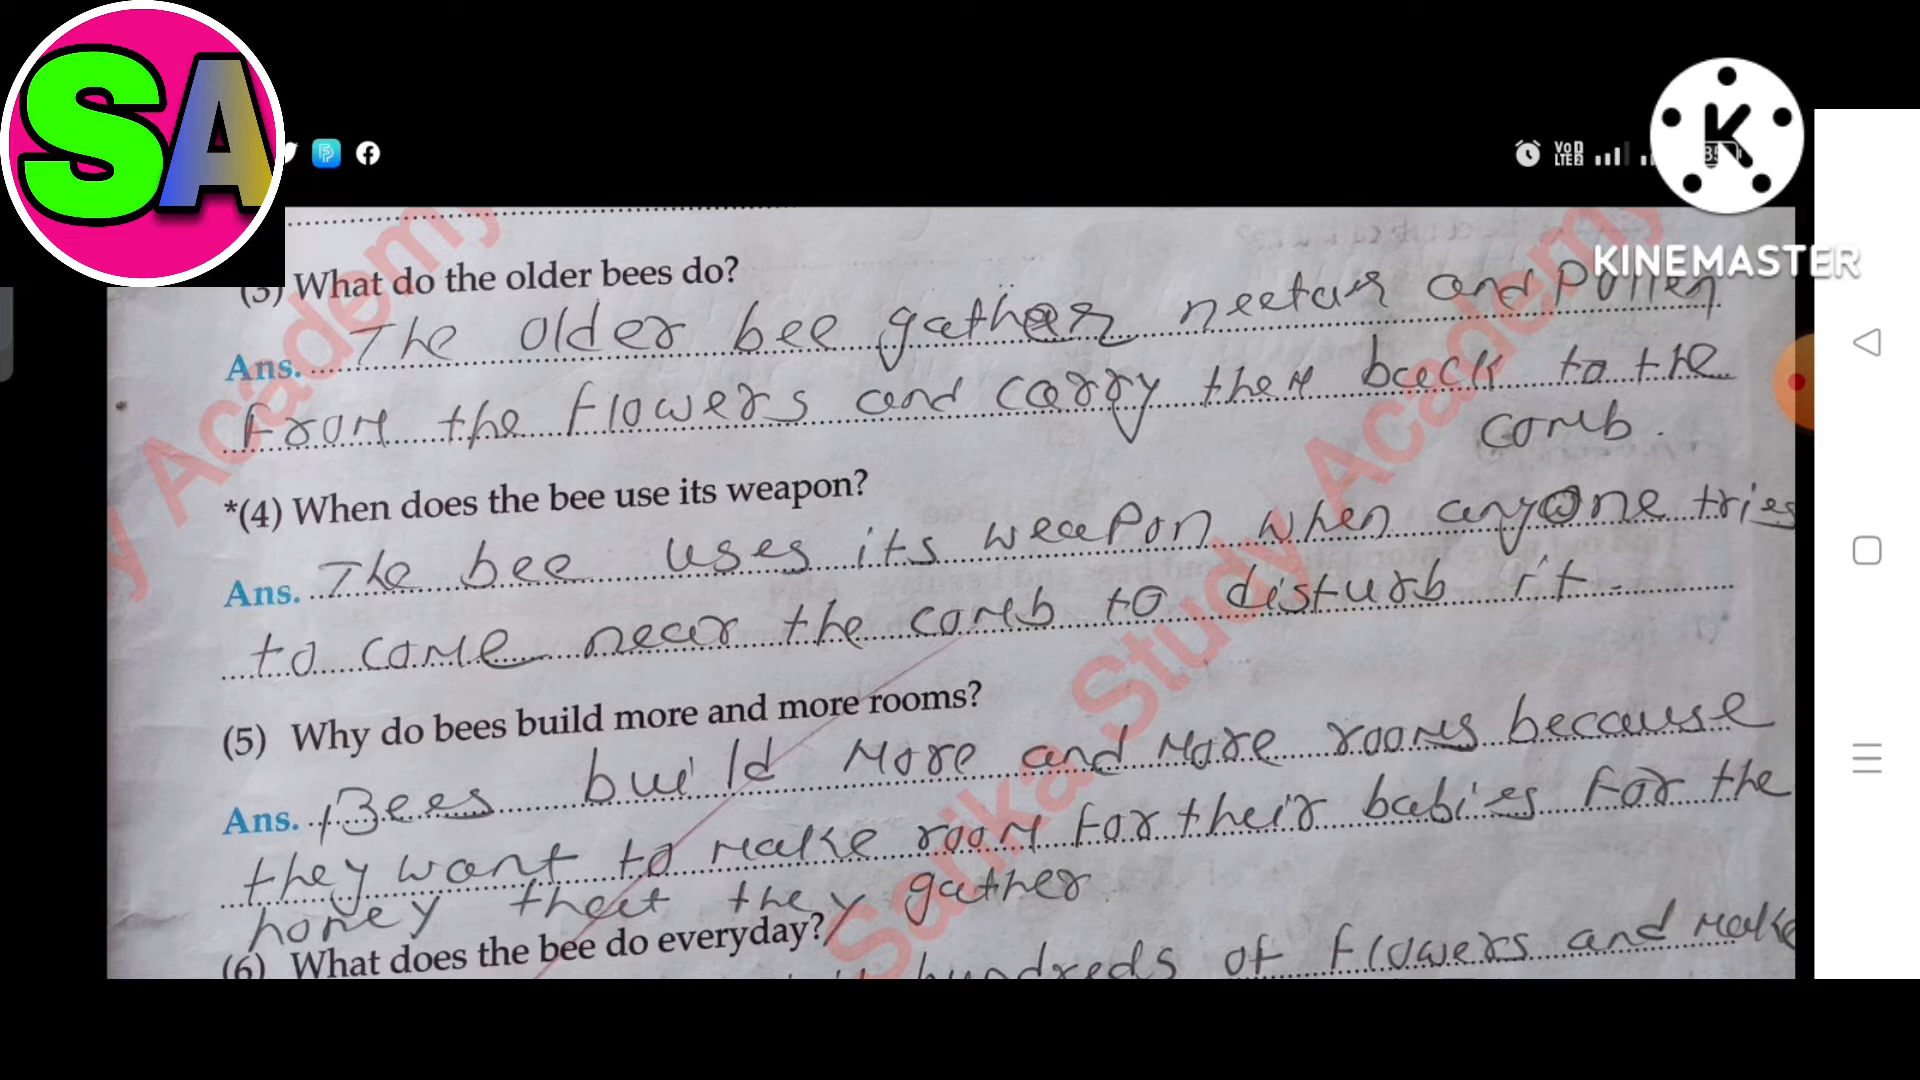 SA
VoD
LTE2
KINEMASTER
(3) What do the older bees do?
Ans. The older bee gather nectar and Pollen
from the flowers and carry them back to the
comb.
*(4) When does the bee use its weapon?
Ans. The bee uses its weapon when anyone tries
to come near the comb to disturb it.
(5) Why do bees build more and more rooms?
Ans. Bees build More and More rooms because
they want to make room for their babies for the
honey that they gather
(6) What does the bee do everyday?
hundreds of flowers and make
Sarika Study Academy